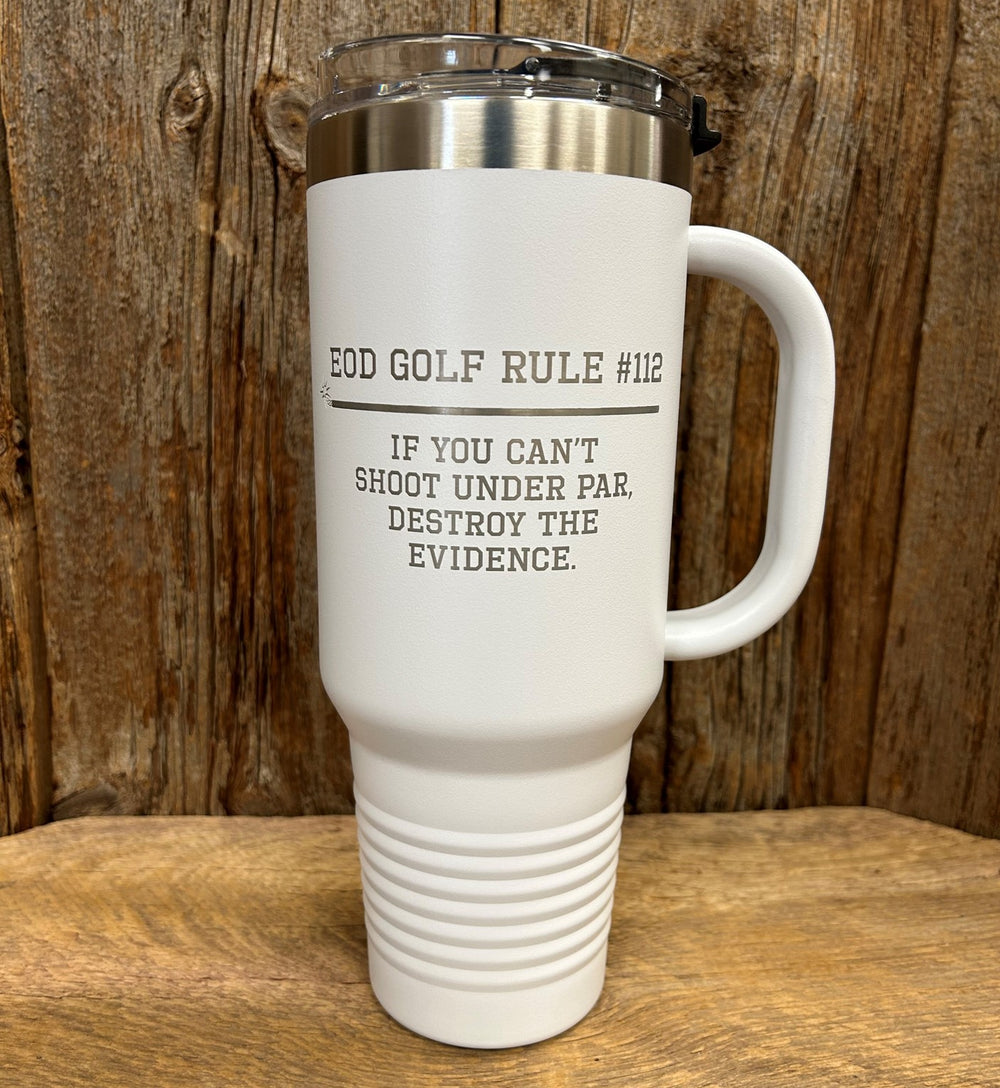 EOD GOLF RULE #112
IF YOU CAN'T
SHOOT UNDER PAR,
DESTROY THE
EVIDENCE.